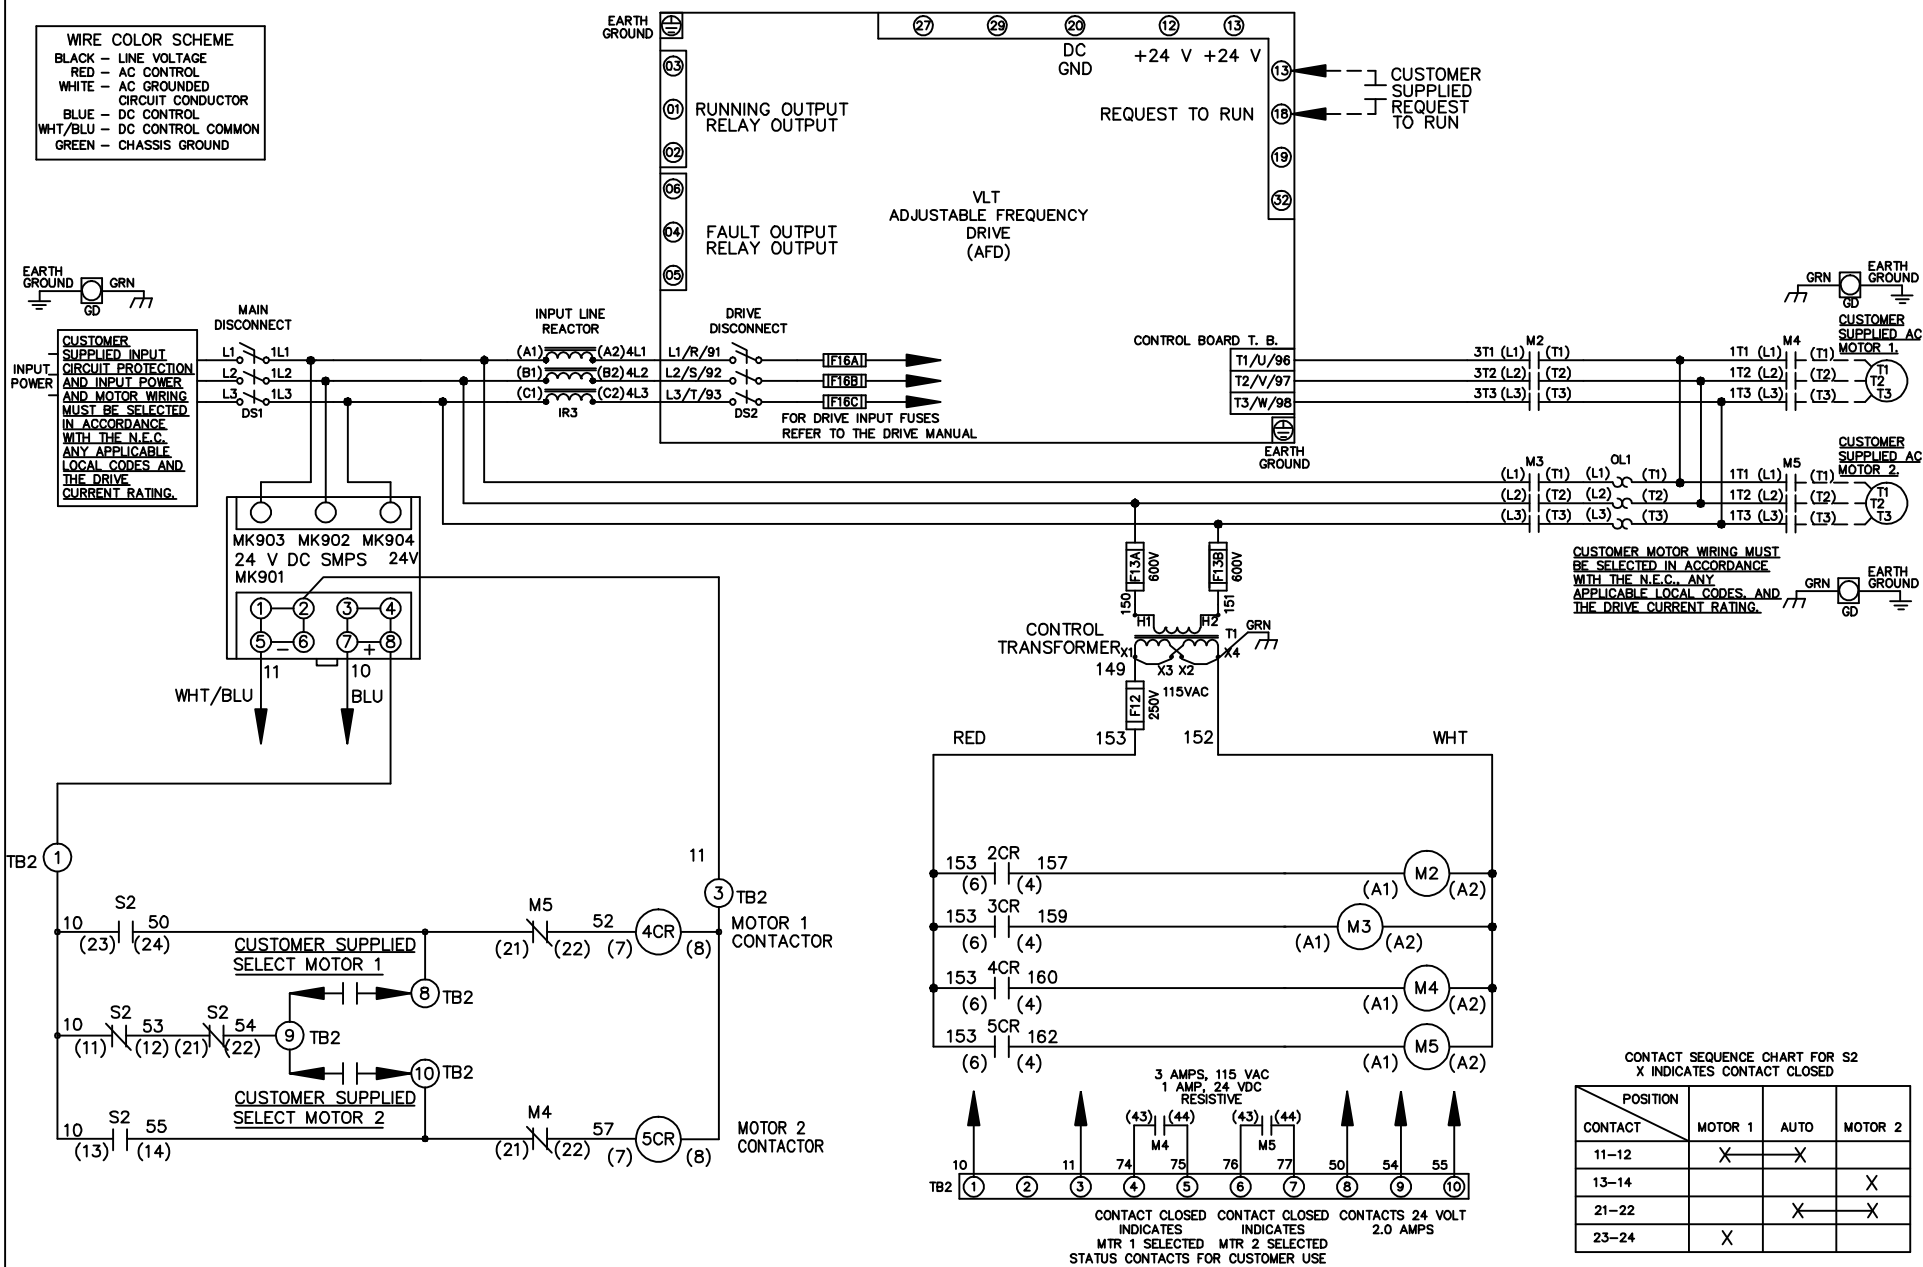 WIRE COLOR SCHEME
BLACK – LINE VOLTAGE
RED – AC CONTROL
WHITE – AC GROUNDED
CIRCUIT CONDUCTOR
BLUE – DC CONTROL
WHT/BLU – DC CONTROL COMMON
GREEN – CHASSIS GROUND
EARTH
GROUND
03
01
02
RUNNING OUTPUT
RELAY OUTPUT
06
04
05
FAULT OUTPUT
RELAY OUTPUT
27 29 20 12 13
DC
GND
+24 V +24 V
13
18
19
32
REQUEST TO RUN
CUSTOMER
SUPPLIED
REQUEST
TO RUN
VLT
ADJUSTABLE FREQUENCY
DRIVE
(AFD)
EARTH
GROUND
GRN
GD
INPUT
POWER
CUSTOMER
SUPPLIED INPUT
CIRCUIT PROTECTION
AND INPUT POWER
AND MOTOR WIRING
MUST BE SELECTED
IN ACCORDANCE
WITH THE N.E.C.
ANY APPLICABLE
LOCAL CODES AND
THE DRIVE
CURRENT RATING.
MAIN
DISCONNECT
L1 1L1
L2 1L2
L3 1L3
DS1
INPUT LINE
REACTOR
(A1) (A2) 4L1
(B1) (B2) 4L2
(C1) (C2) 4L3
IR3
L1/R/91
L2/S/92
L3/T/93
DRIVE
DISCONNECT
DS2
F16A
F16B
F16C
FOR DRIVE INPUT FUSES
REFER TO THE DRIVE MANUAL
CONTROL BOARD T. B.
T1/U/96
T2/V/97
T3/W/98
EARTH
GROUND
M2
3T1 (L1) (T1)
3T2 (L2) (T2)
3T3 (L3) (T3)
M4
1T1 (L1) (T1)
1T2 (L2) (T2)
1T3 (L3) (T3)
GRN
GD
EARTH
GROUND
CUSTOMER
SUPPLIED AC
MOTOR 1.
T1
T2
T3
M3 OL1
(L1) (T1) (L1) (T1)
(L2) (T2) (L2) (T2)
(L3) (T3) (L3) (T3)
M5
1T1 (L1) (T1)
1T2 (L2) (T2)
1T3 (L3) (T3)
CUSTOMER
SUPPLIED AC
MOTOR 2.
T1
T2
T3
CUSTOMER MOTOR WIRING MUST
BE SELECTED IN ACCORDANCE
WITH THE N.E.C., ANY
APPLICABLE LOCAL CODES, AND
THE DRIVE CURRENT RATING.
GRN
GD
EARTH
GROUND
MK903 MK902 MK904
24 V DC SMPS 24V
MK901
1 2 3 4
5 – 6 7 + 8
11 10
WHT/BLU BLU
F13A 600V
F13B 600V
150 151
H1 H2
CONTROL
TRANSFORMER
T1 GRN
X1 X3 X2 X4
149
115VAC
F12 250V
153 152
RED WHT
TB2 1
11
3 TB2
S2
10 50
(23) (24)
M5
(21) (22)
52
(7) 4CR (8)
MOTOR 1
CONTACTOR
CUSTOMER SUPPLIED
SELECT MOTOR 1
8 TB2
S2 S2
10 53 54
(11) (12) (21) (22)
9 TB2
10 TB2
CUSTOMER SUPPLIED
SELECT MOTOR 2
S2
10 55
(13) (14)
M4
(21) (22)
57
(7) 5CR (8)
MOTOR 2
CONTACTOR
153 2CR 157
(6) (4) (A1) M2 (A2)
153 3CR 159
(6) (4) (A1) M3 (A2)
153 4CR 160
(6) (4) (A1) M4 (A2)
153 5CR 162
(6) (4) (A1) M5 (A2)
3 AMPS, 115 VAC
1 AMP, 24 VDC
RESISTIVE
(43) (44) (43) (44)
M4 M5
10 11 74 75 76 77 50 54 55
TB2 1 2 3 4 5 6 7 8 9 10
CONTACT CLOSED
INDICATES
MTR 1 SELECTED
CONTACT CLOSED
INDICATES
MTR 2 SELECTED
STATUS CONTACTS FOR CUSTOMER USE
CONTACTS 24 VOLT
2.0 AMPS
CONTACT SEQUENCE CHART FOR S2
X INDICATES CONTACT CLOSED
POSITION
CONTACT MOTOR 1 AUTO MOTOR 2
11–12 X X
13–14 X
21–22 X X
23–24 X